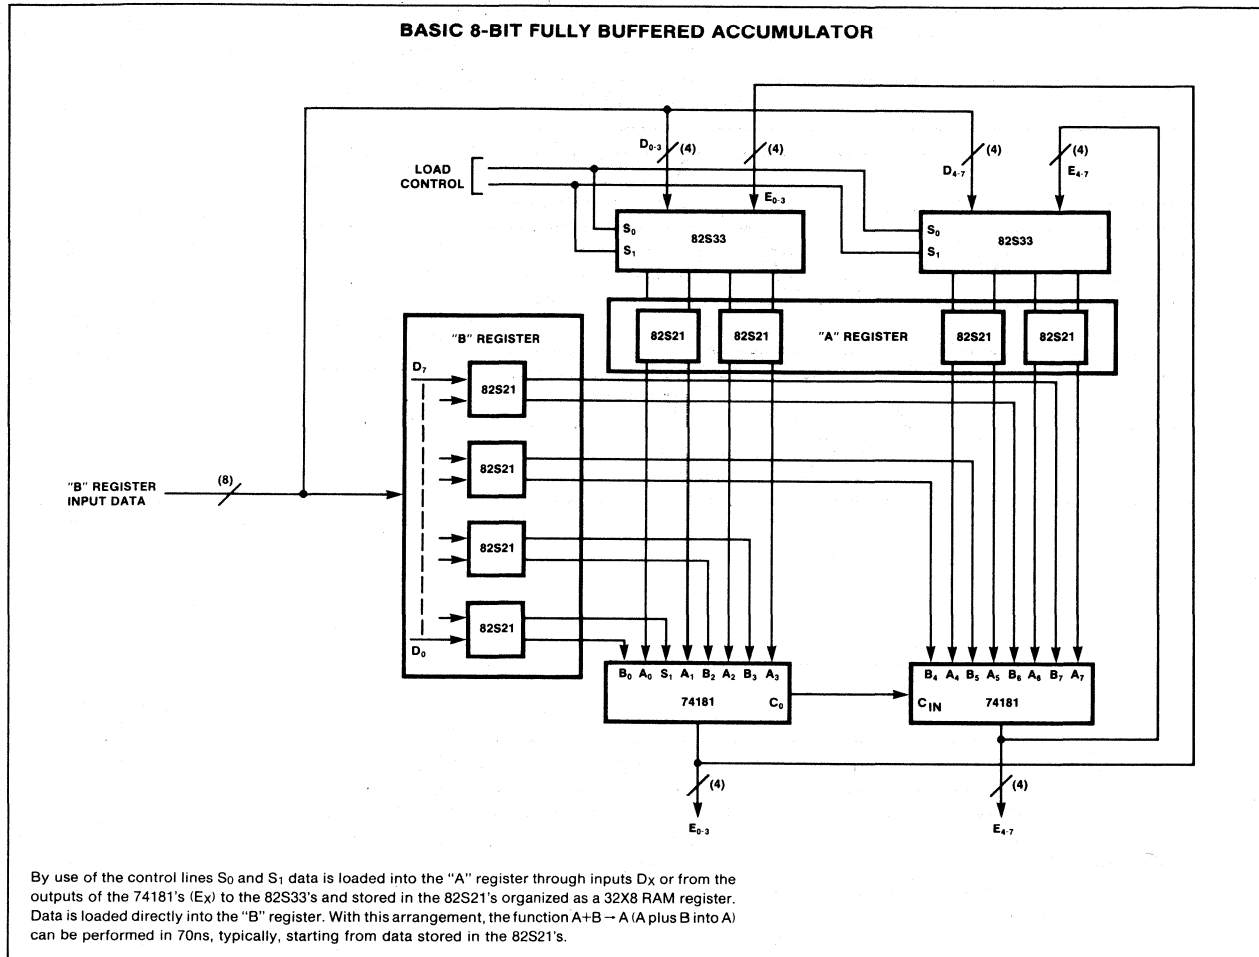 BASIC 8-BIT FULLY BUFFERED ACCUMULATOR
D0-3 (4) (4) (4) (4)
LOAD CONTROL
D4-7 E4-7
E0-3
S0 82S33 S1
S0 82S33 S1
82S21 82S21 "A" REGISTER 82S21 82S21
"B" REGISTER
D7
82S21
82S21
82S21
82S21
D0
"B" REGISTER INPUT DATA
(8)
B0 A0 S1 A1 B2 A2 B3 A3
74181 C0
B4 A4 B5 A5 B6 A6 B7 A7
CIN 74181
(4) (4)
E0-3 E4-7
By use of the control lines S0 and S1 data is loaded into the "A" register through inputs DX or from the
outputs of the 74181's (EX) to the 82S33's and stored in the 82S21's organized as a 32X8 RAM register.
Data is loaded directly into the "B" register. With this arrangement, the function A+B → A (A plus B into A)
can be performed in 70ns, typically, starting from data stored in the 82S21's.